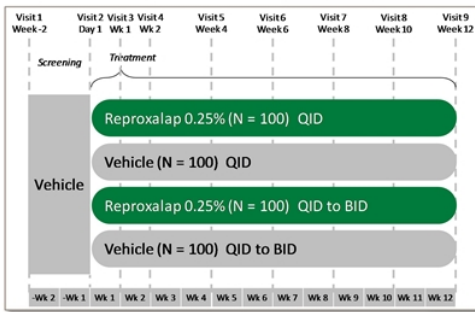 Visit 1 Visit 2 Visit 3 Visit 4 Visit 5 Visit 6 Visit 7 Visit 8 Visit 9
Week -2 Day 1 Wk 1 Wk 2 Week 4 Week 6 Week 8 Week 10 Week 12
Screening Treatment
Reproxalap 0.25% (N = 100) QID
Vehicle (N = 100) QID
Vehicle
Reproxalap 0.25% (N = 100) QID to BID
Vehicle (N = 100) QID to BID
-Wk 2 -Wk 1 Wk 1 Wk 2 Wk 3 Wk 4 Wk 5 Wk 6 Wk 7 Wk 8 Wk 9 Wk 10 Wk 11 Wk 12